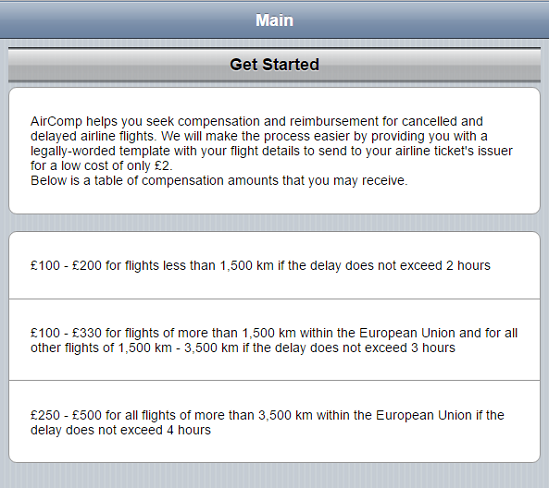 Main
Get Started
AirComp helps you seek compensation and reimbursement for cancelled and
delayed airline flights. We will make the process easier by providing you with a
legally-worded template with your flight details to send to your airline ticket's issuer
for a low cost of only £2.
Below is a table of compensation amounts that you may receive.
£100 - £200 for flights less than 1,500 km if the delay does not exceed 2 hours
£100 - £330 for flights of more than 1,500 km within the European Union and for all
other flights of 1,500 km - 3,500 km if the delay does not exceed 3 hours
£250 - £500 for all flights of more than 3,500 km within the European Union if the
delay does not exceed 4 hours